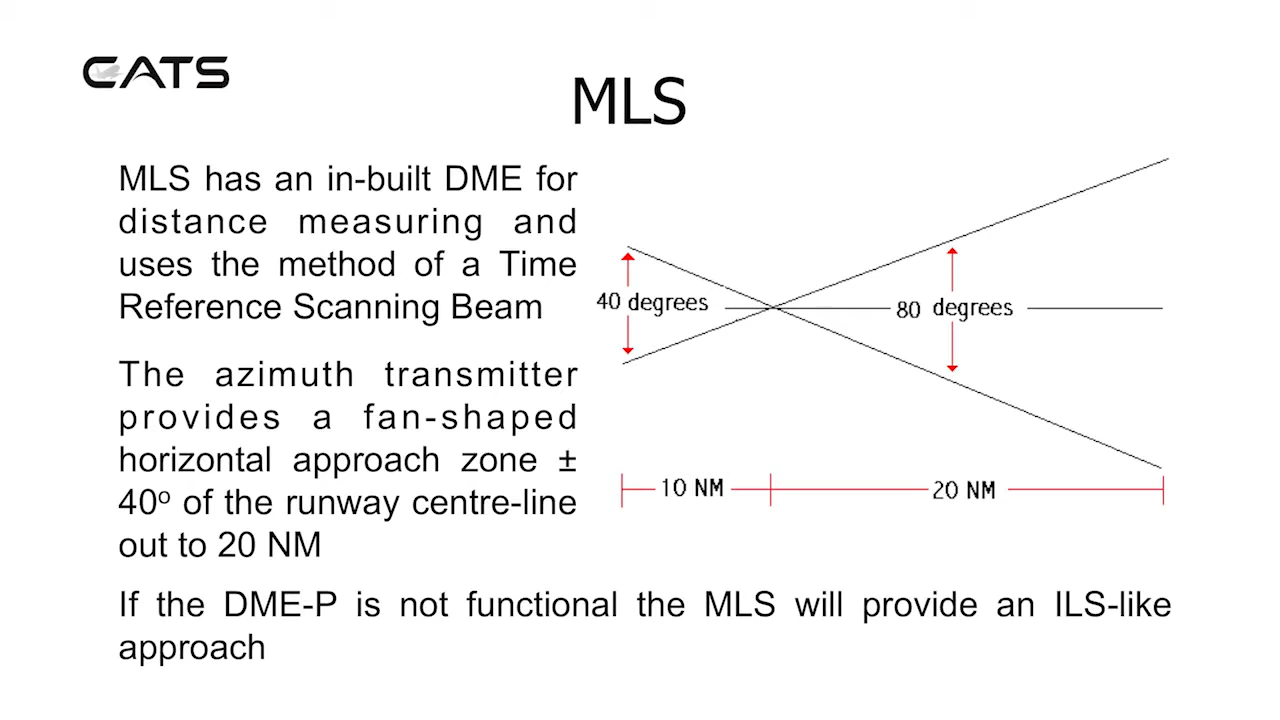 CATS
MLS
MLS has an in-built DME for
distance measuring and
uses the method of a Time
Reference Scanning Beam
The azimuth transmitter
provides a fan-shaped
horizontal approach zone ±
40º of the runway centre-line
out to 20 NM
If the DME-P is not functional the MLS will provide an ILS-like
approach
40 degrees
80 degrees
10 NM
20 NM